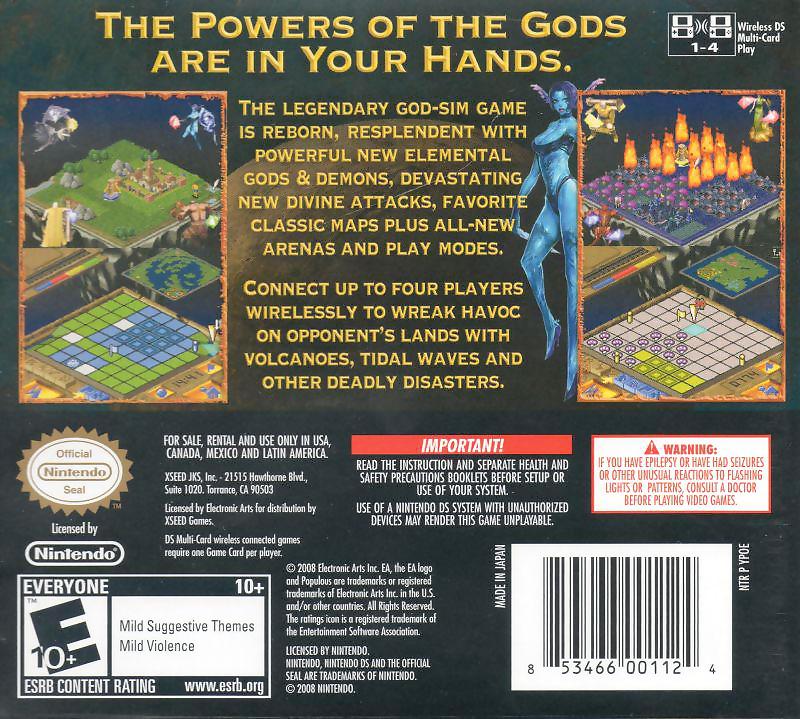 THE POWERS OF THE GODS
ARE IN YOUR HANDS.
Wireless DS
Multi-Card
Play
1-4
THE LEGENDARY GOD-SIM GAME
IS REBORN, RESPLENDENT WITH
POWERFUL NEW ELEMENTAL
GODS & DEMONS, DEVASTATING
NEW DIVINE ATTACKS, FAVORITE
CLASSIC MAPS PLUS ALL-NEW
ARENAS AND PLAY MODES.
CONNECT UP TO FOUR PLAYERS
WIRELESSLY TO WREAK HAVOC
ON OPPONENT'S LANDS WITH
VOLCANOES, TIDAL WAVES AND
OTHER DEADLY DISASTERS.
Official
Nintendo
Seal
TM
Licensed by
Nintendo®
FOR SALE, RENTAL AND USE ONLY IN USA,
CANADA, MEXICO AND LATIN AMERICA.
XSEED JKS, Inc. - 21515 Hawthorne Blvd.,
Suite 1020. Torrance, CA 90503
Licensed by Electronic Arts for distribution by
XSEED Games.
DS Multi-Card wireless connected games
require one Game Card per player.
IMPORTANT!
READ THE INSTRUCTION AND SEPARATE HEALTH AND
SAFETY PRECAUTIONS BOOKLETS BEFORE SETUP OR
USE OF YOUR SYSTEM.
USE OF A NINTENDO DS SYSTEM WITH UNAUTHORIZED
DEVICES MAY RENDER THIS GAME UNPLAYABLE.
WARNING:
IF YOU HAVE EPILEPSY OR HAVE HAD SEIZURES
OR OTHER UNUSUAL REACTIONS TO FLASHING
LIGHTS OR PATTERNS, CONSULT A DOCTOR
BEFORE PLAYING VIDEO GAMES.
EVERYONE 10+
TM
E
10+
Mild Suggestive Themes
Mild Violence
ESRB CONTENT RATING www.esrb.org
© 2008 Electronic Arts Inc. EA, the EA logo
and Populous are trademarks or registered
trademarks of Electronic Arts Inc. in the U.S.
and/or other countries. All Rights Reserved.
The ratings icon is a registered trademark of
the Entertainment Software Association.
LICENSED BY NINTENDO.
NINTENDO, NINTENDO DS AND THE OFFICIAL
SEAL ARE TRADEMARKS OF NINTENDO.
© 2008 NINTENDO.
MADE IN JAPAN
NTR P YPOE
8 53466 00112 4